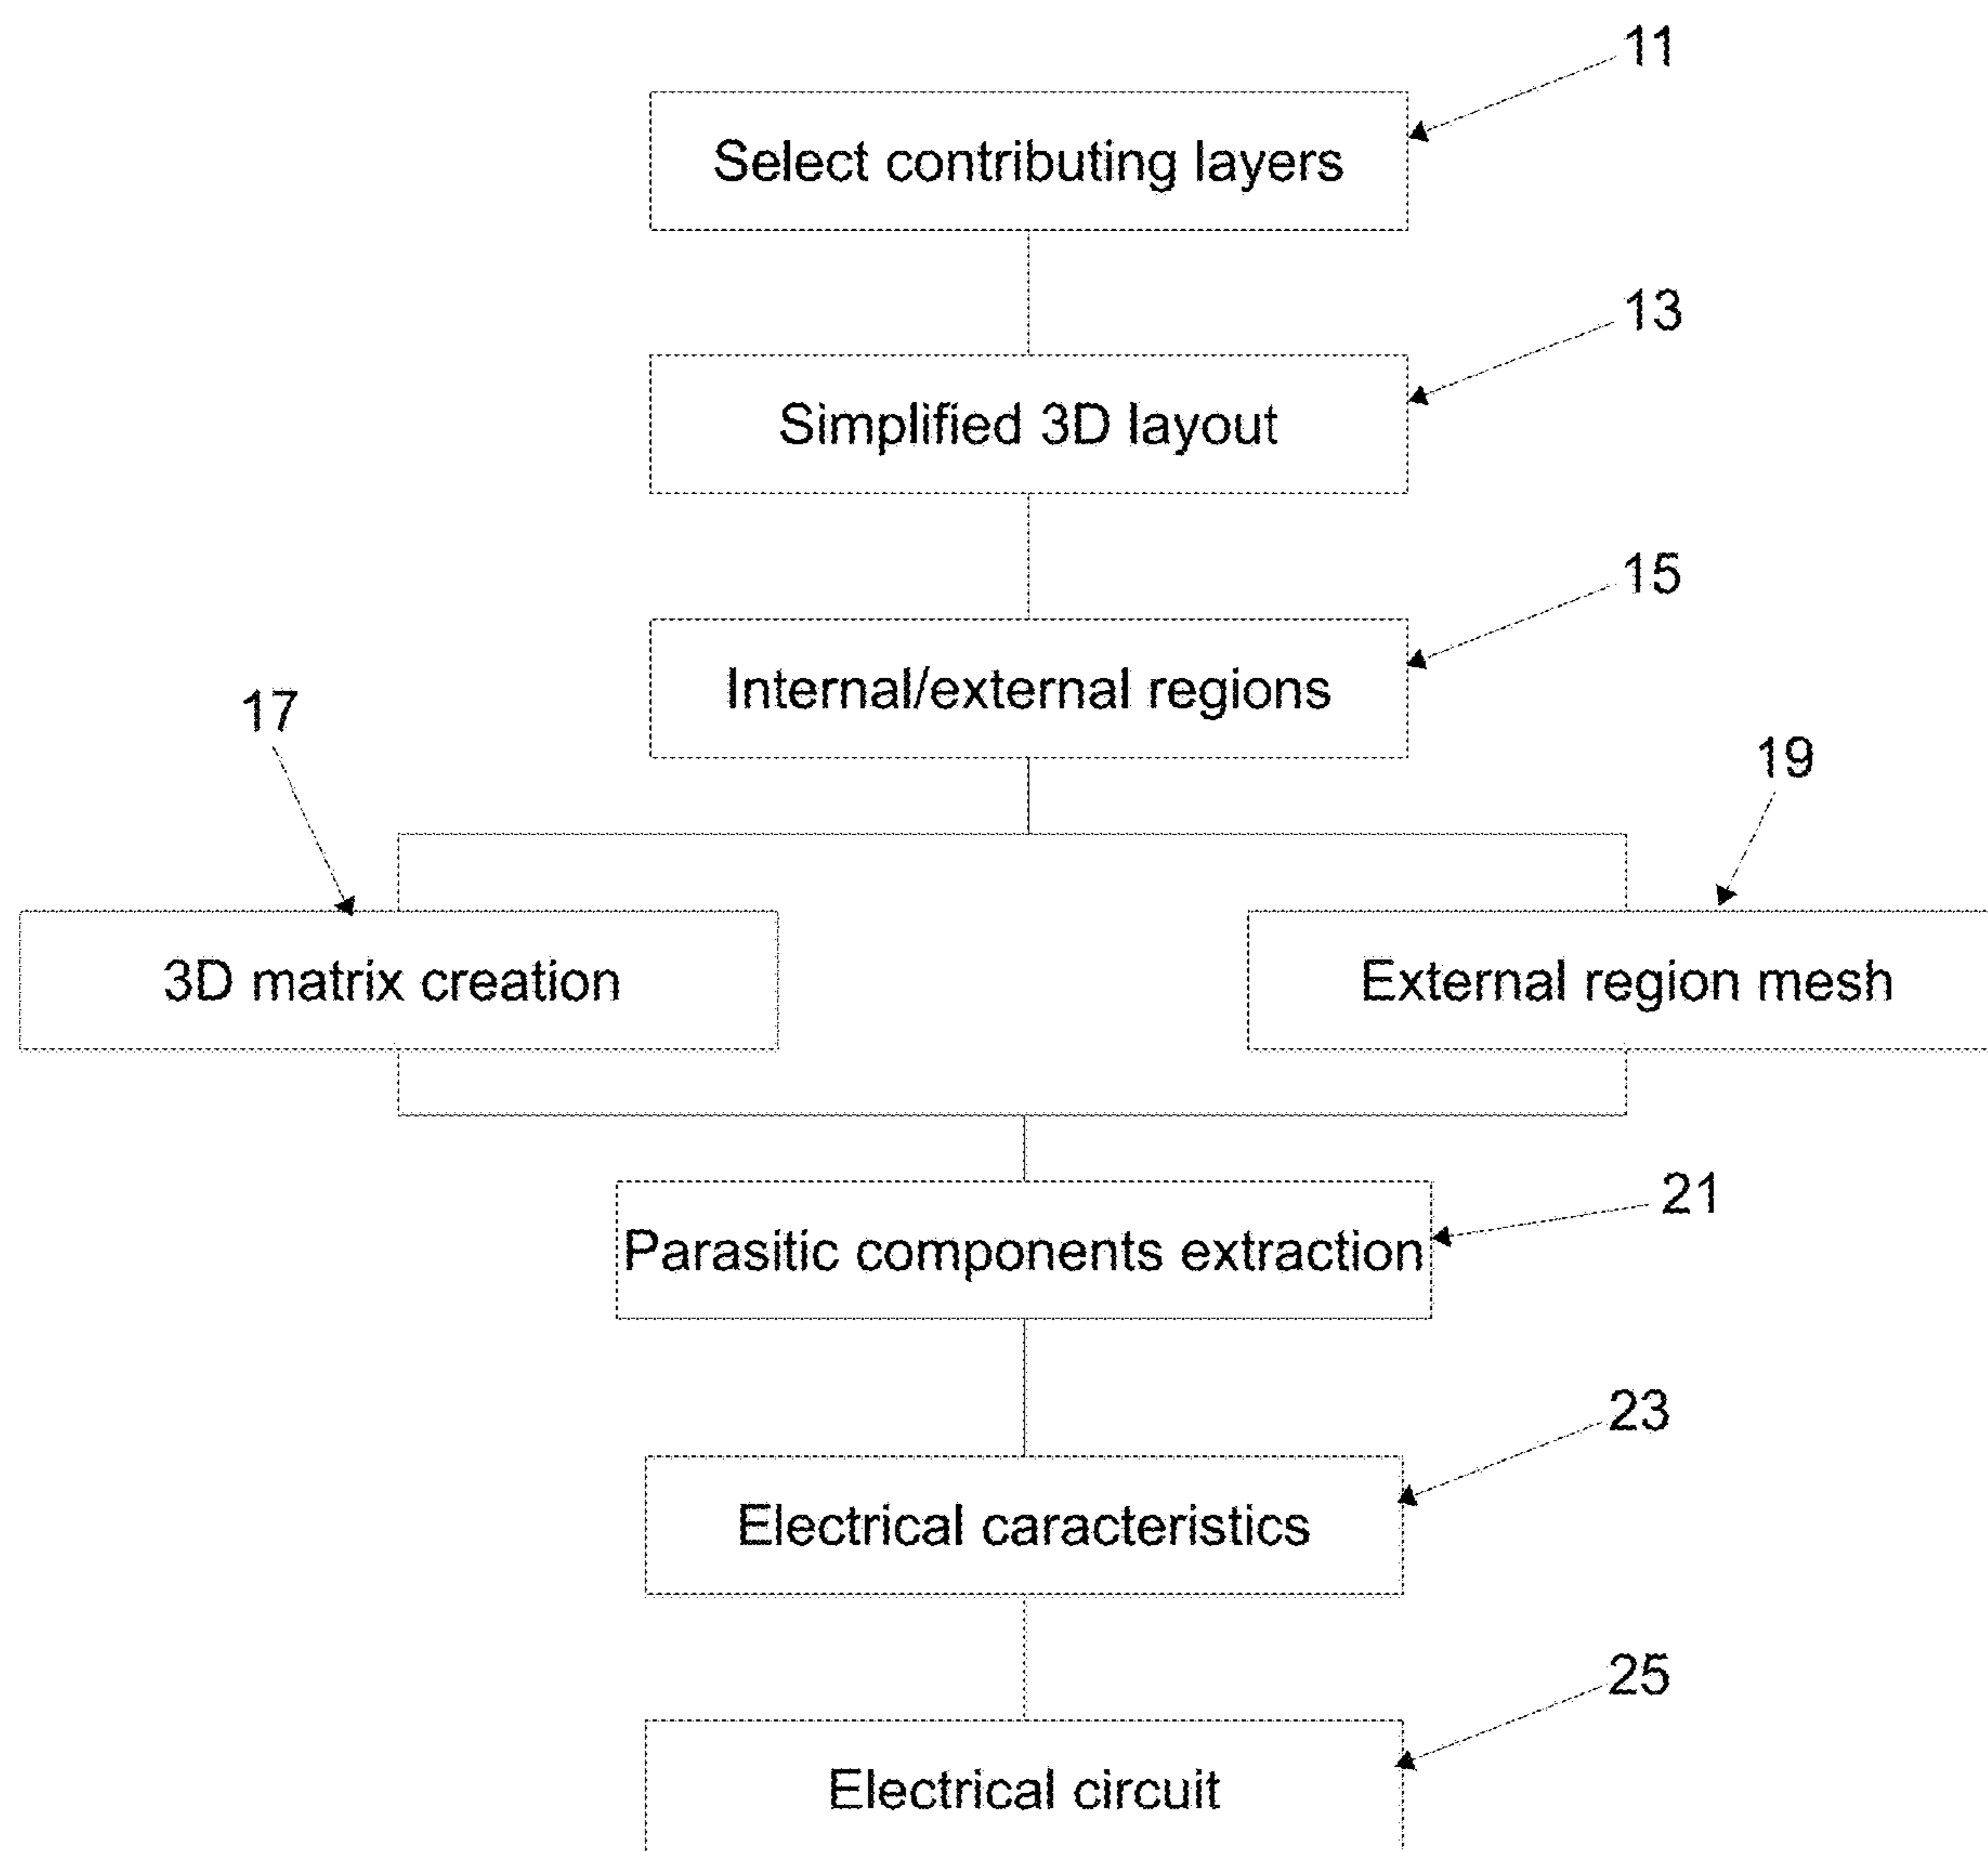 11
Select contributing layers
13
Simplified 3D layout
15
Internal/external regions
17
19
3D matrix creation
External region mesh
21
Parasitic components extraction
23
Electrical caracteristics
25
Electrical circuit